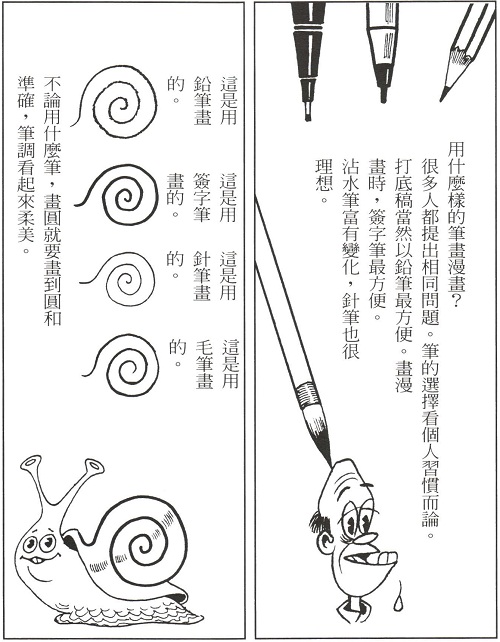 用什麼樣的筆畫漫畫？
很多人都提出相同問題。筆的選擇看個人習慣而論。
打底稿當然以鉛筆最方便。畫漫
畫時，簽字筆最方便。
沾水筆富有變化，針筆也很
理想。
這是用
鉛筆畫
的。
這是用
簽字筆
畫的。
這是用
針筆畫
的。
這是用
毛筆畫
的。
不論用什麼筆，畫圓就要畫到圓和
準確，筆調看起來柔美。